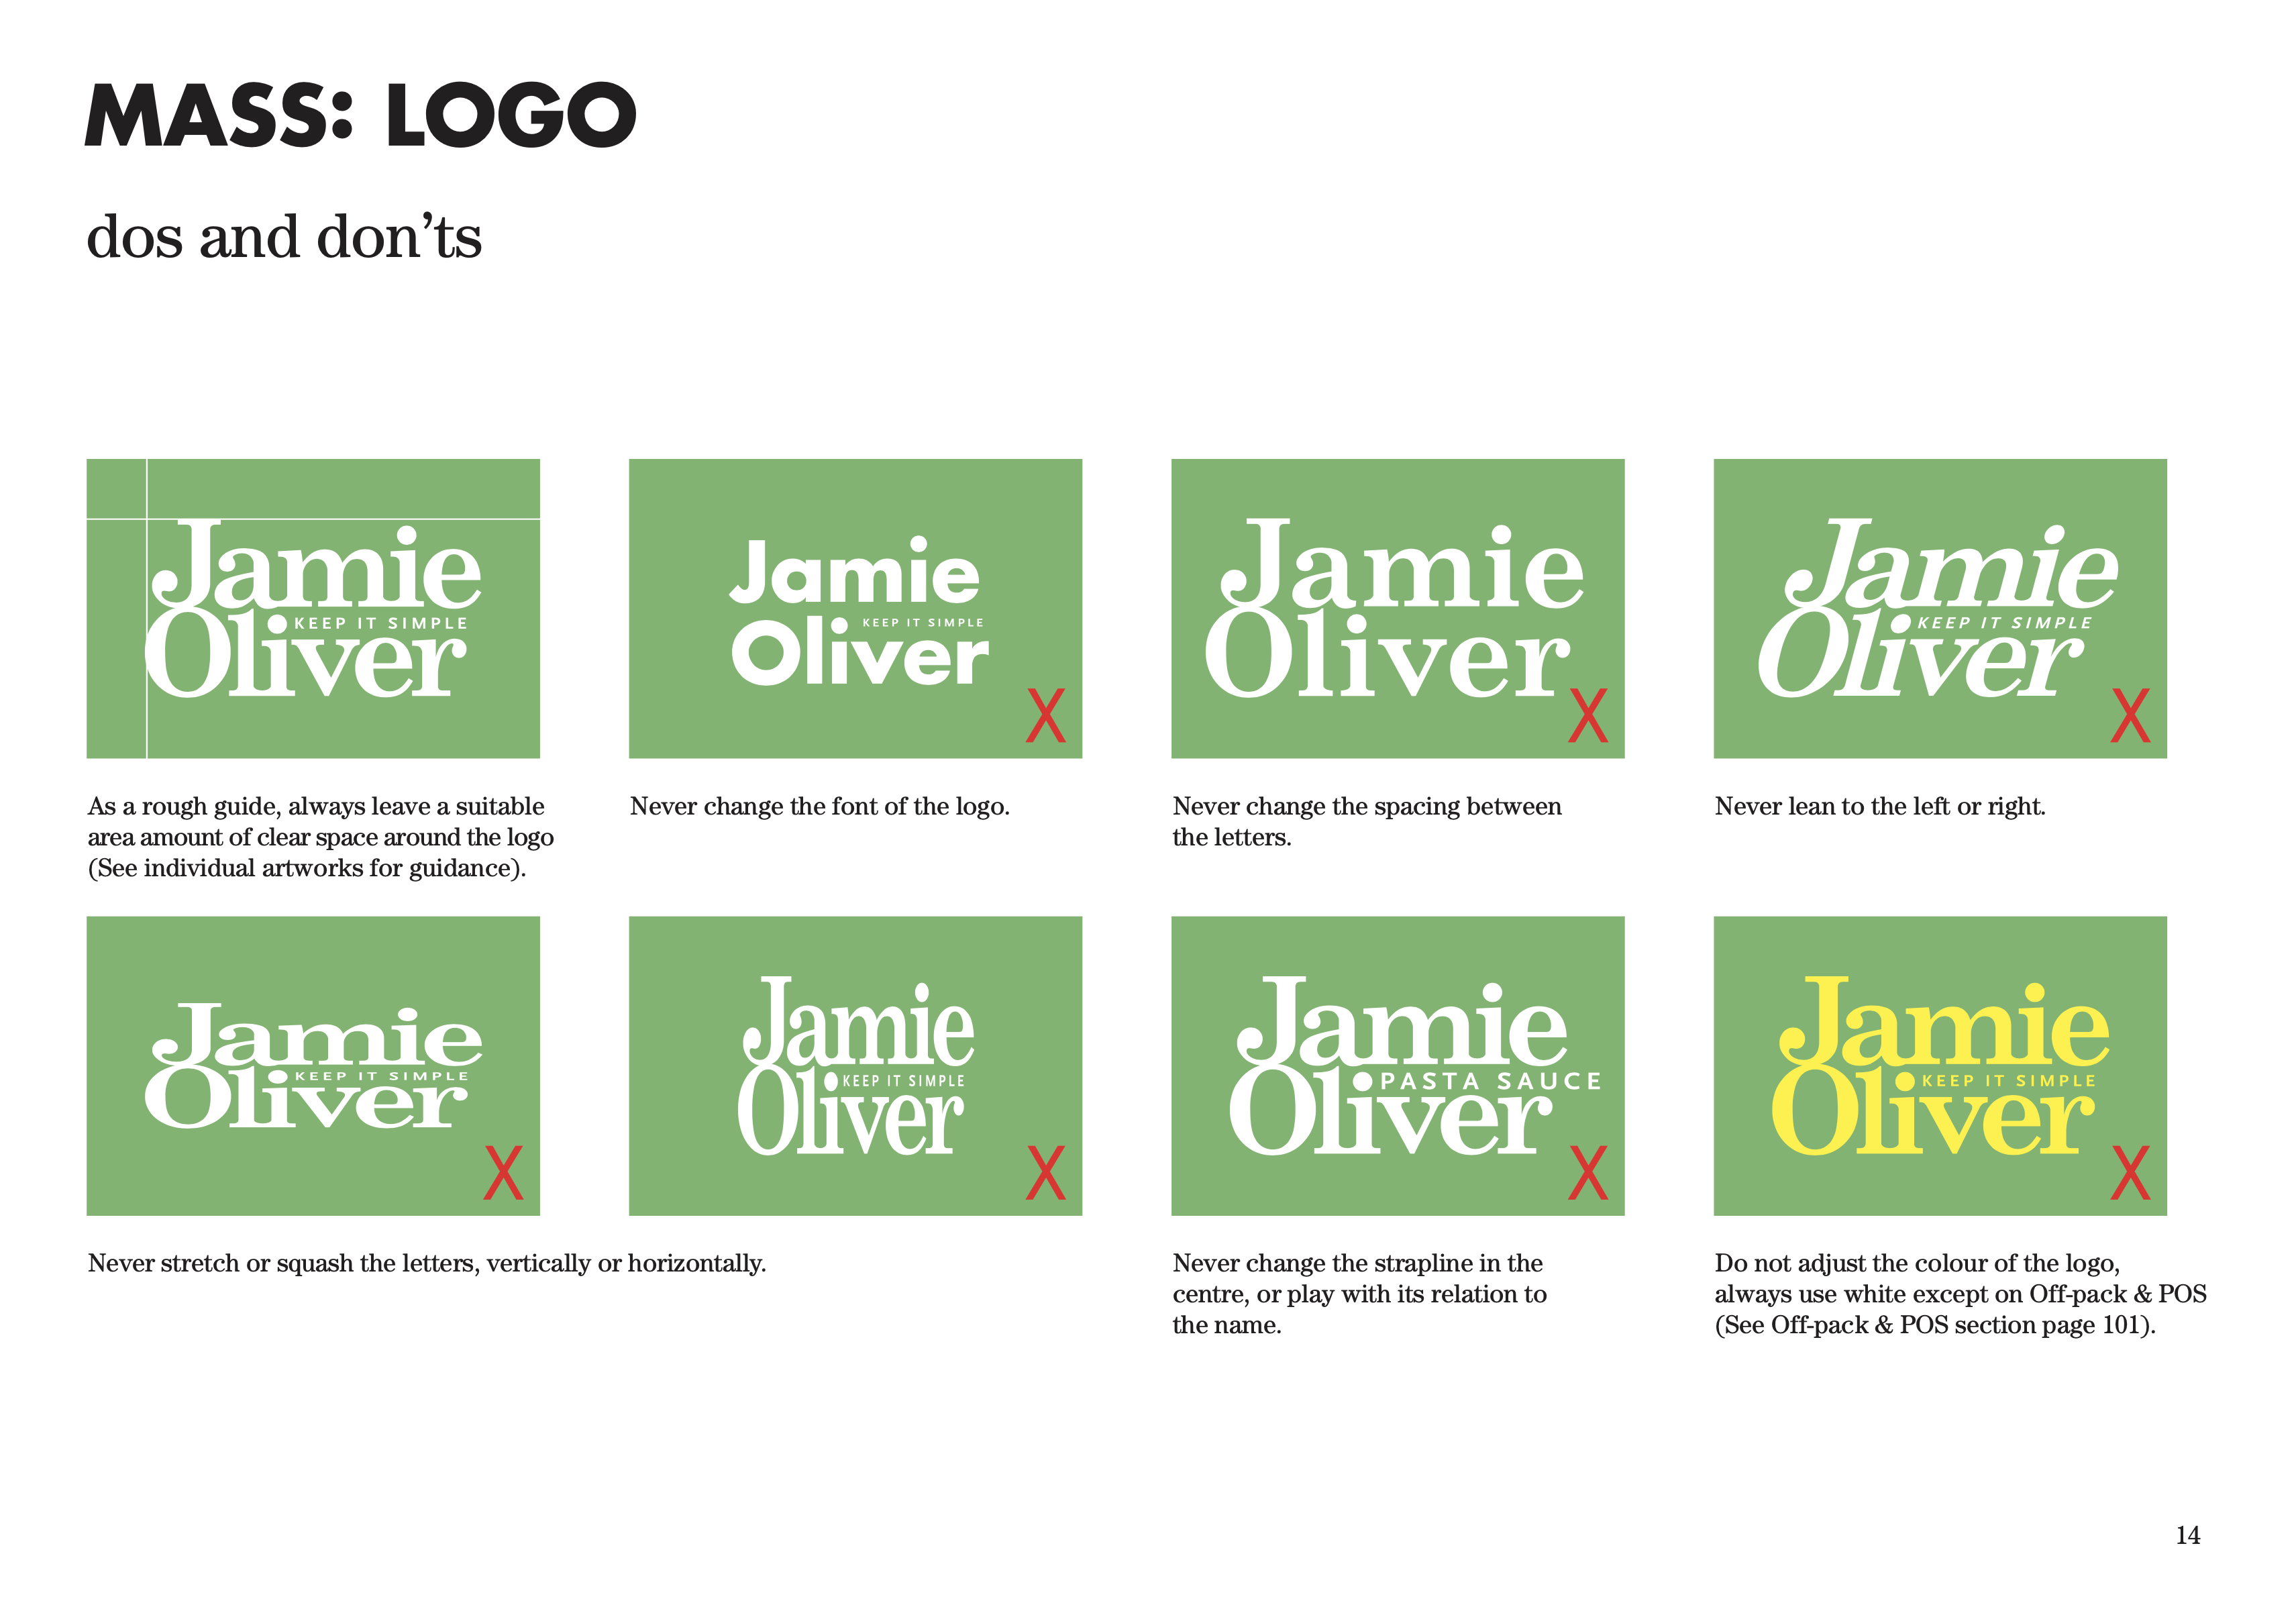 MASS: LOGO
dos and don’ts
Jamie
KEEP IT SIMPLE
Oliver
As a rough guide, always leave a suitable
area amount of clear space around the logo
(See individual artworks for guidance).
Jamie
KEEP IT SIMPLE
Oliver
X
Never change the font of the logo.
Jamie
Oliver
X
Never change the spacing between
the letters.
Jamie
KEEP IT SIMPLE
Oliver
X
Never lean to the left or right.
Jamie
KEEP IT SIMPLE
Oliver
X
Jamie
KEEP IT SIMPLE
Oliver
X
Never stretch or squash the letters, vertically or horizontally.
Jamie
PASTA SAUCE
Oliver
X
Never change the strapline in the
centre, or play with its relation to
the name.
Jamie
KEEP IT SIMPLE
Oliver
X
Do not adjust the colour of the logo,
always use white except on Off-pack & POS
(See Off-pack & POS section page 101).
14